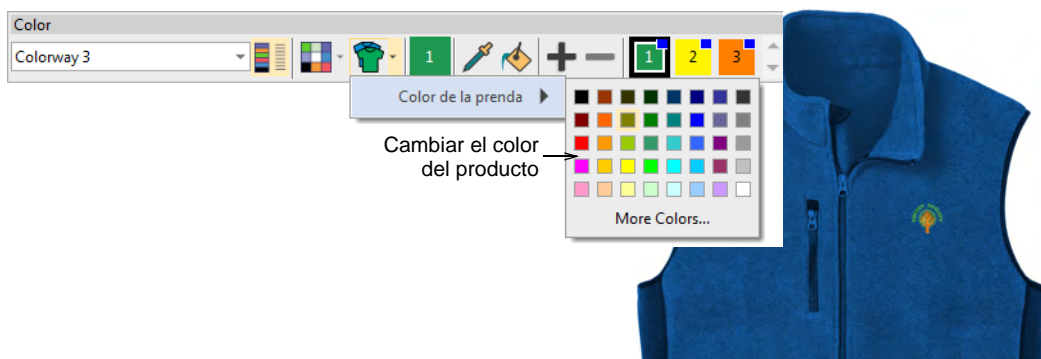 Color
Colorway 3
1
1
2
3
Color de la prenda
Cambiar el color
del producto
More Colors...